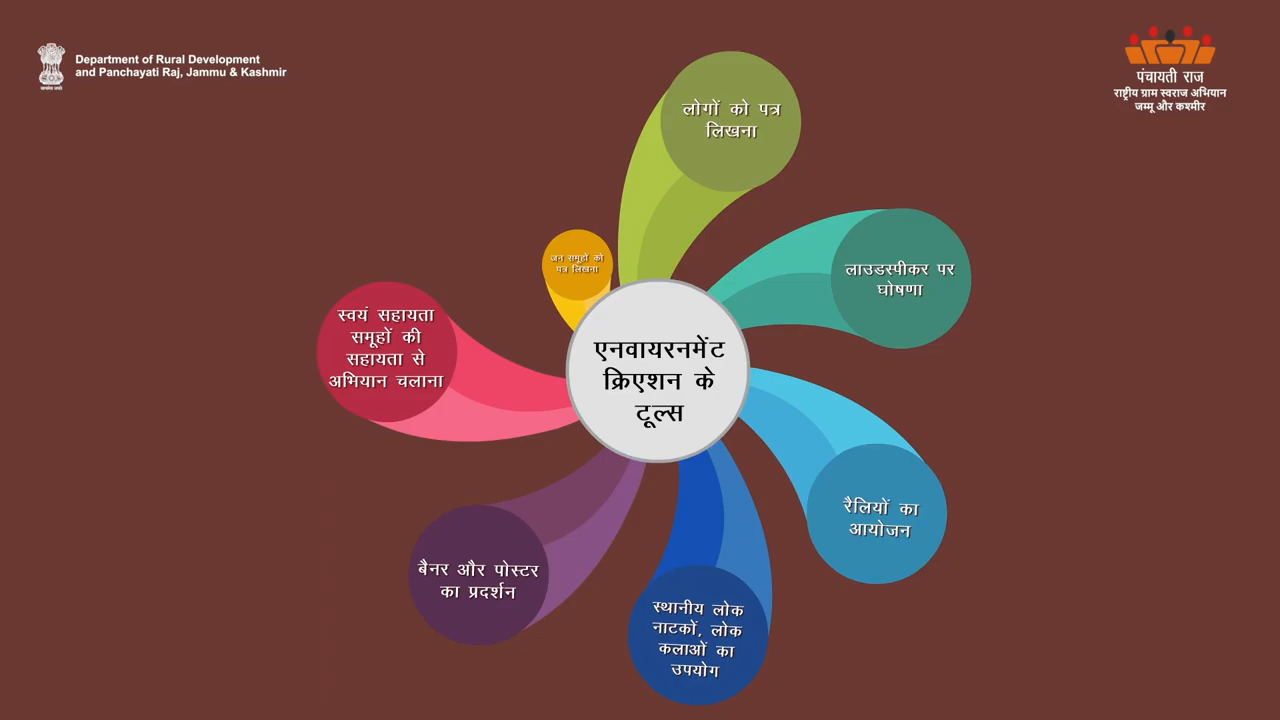 Department of Rural Development
and Panchayati Raj, Jammu & Kashmir
पंचायती राज
राष्ट्रीय ग्राम स्वराज अभियान
जम्मू और कश्मीर
लोगों को पत्र
लिखना
लाउडस्पीकर पर
घोषणा
रैलियों का
आयोजन
स्थानीय लोक
नाटकों, लोक
कलाओं का
उपयोग
बैनर और पोस्टर
का प्रदर्शन
स्वयं सहायता
समूहों की
सहायता से
अभियान चलाना
जन समूहों को
पत्र लिखना
एनवायरनमेंट
क्रिएशन के
टूल्स